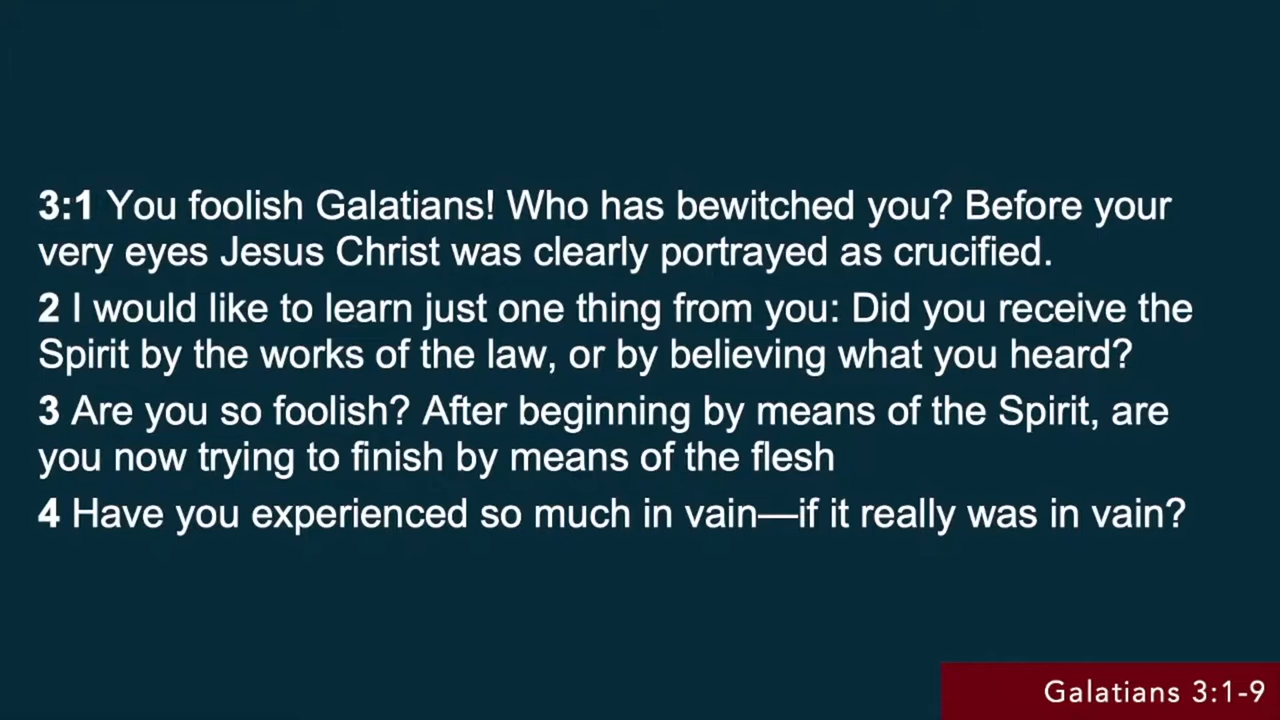 3:1 You foolish Galatians! Who has bewitched you? Before your
very eyes Jesus Christ was clearly portrayed as crucified.
2 I would like to learn just one thing from you: Did you receive the
Spirit by the works of the law, or by believing what you heard?
3 Are you so foolish? After beginning by means of the Spirit, are
you now trying to finish by means of the flesh
4 Have you experienced so much in vain—if it really was in vain?
Galatians 3:1-9